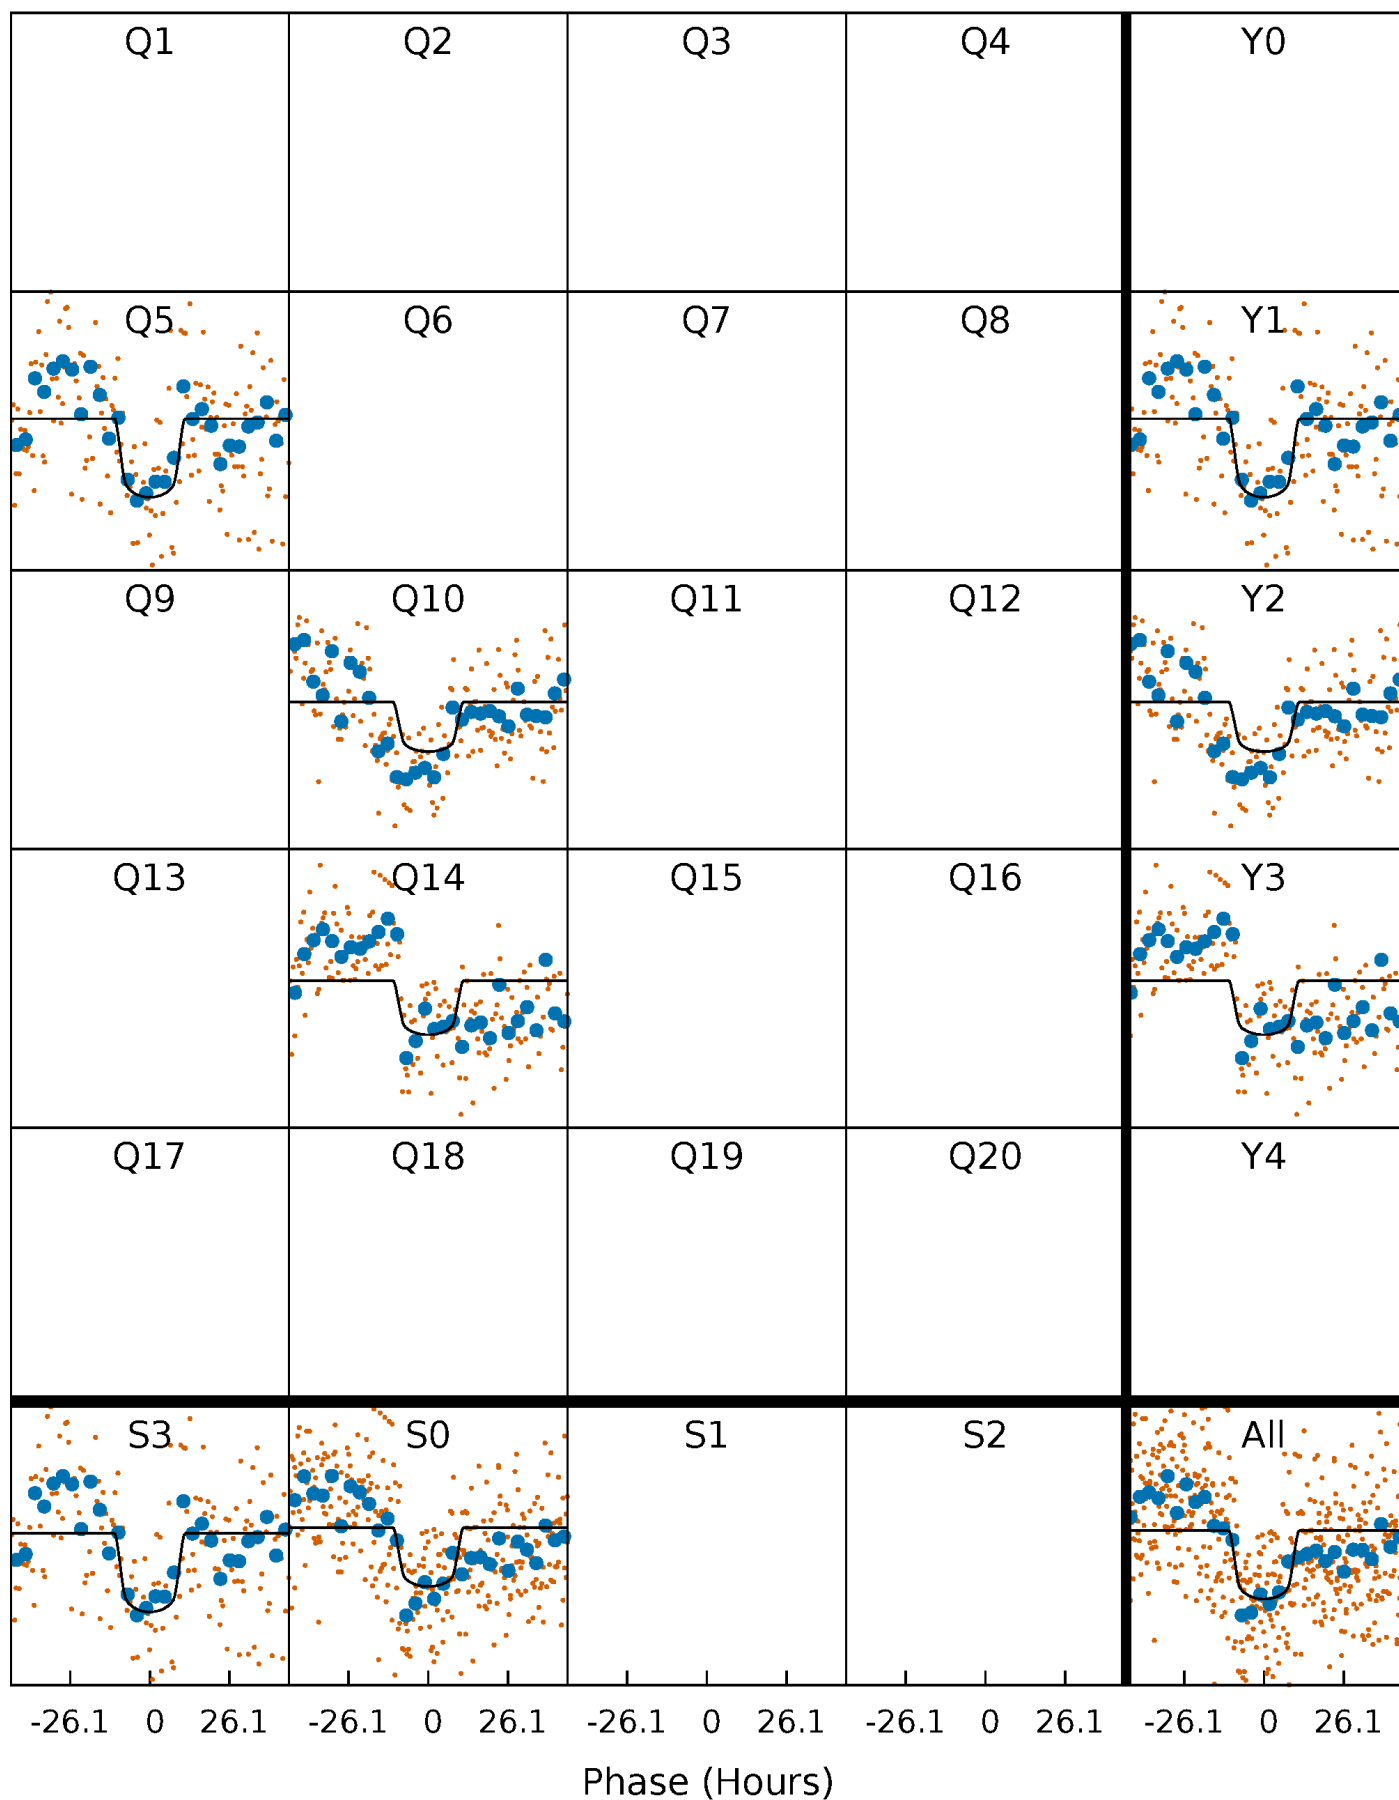 Q1 Q2 Q3 Q4 Y0
Q5 Q6 Q7 Q8 Y1
Q9 Q10 Q11 Q12 Y2
Q13 Q14 Q15 Q16 Y3
Q17 Q18 Q19 Q20 Y4
S3 S0 S1 S2 All
-26.1 0 26.1 -26.1 0 26.1 -26.1 0 26.1 -26.1 0 26.1 -26.1 0 26.1
Phase (Hours)